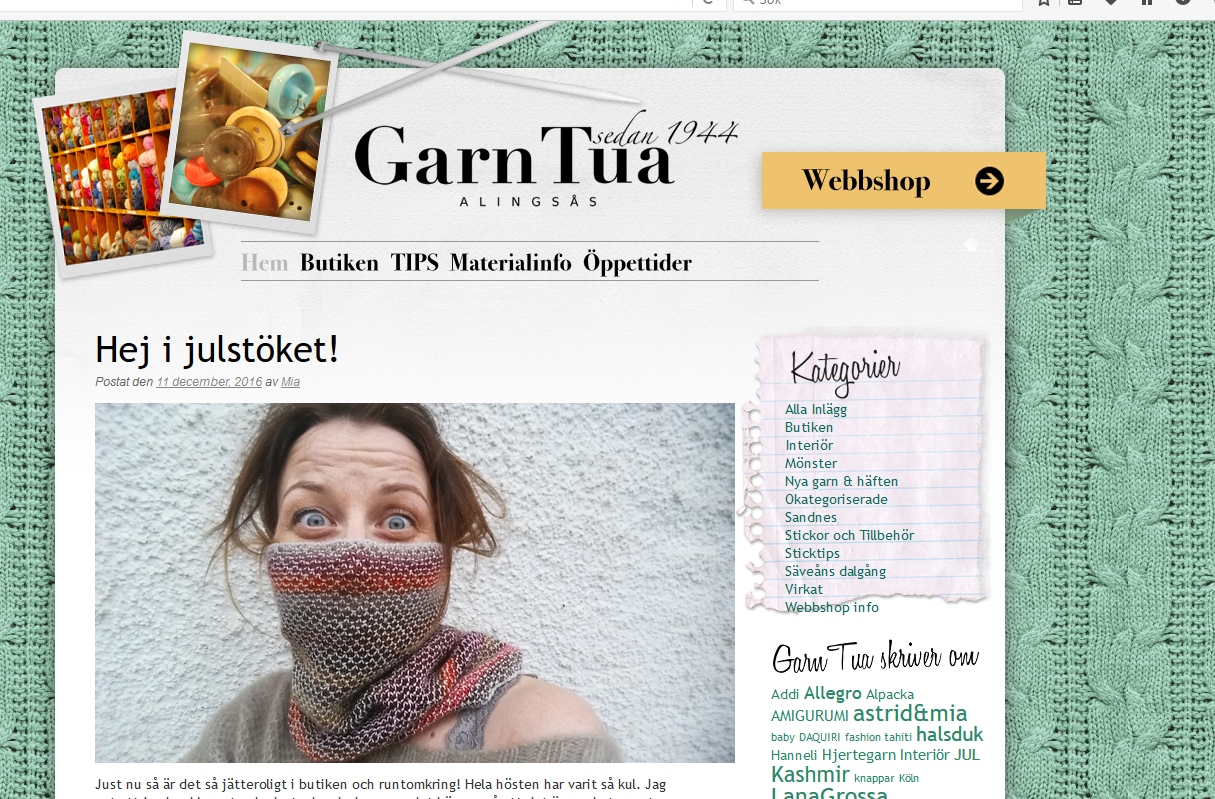 Sök
GarnTua
sedan 1944
ALINGSÅS
Webbshop
Hem Butiken TIPS Materialinfo Öppettider
Hej i julstöket!
Postat den 11 december, 2016 av Mia
Just nu så är det så jätteroligt i butiken och runtomkring! Hela hösten har varit så kul. Jag
Kategorier
Alla Inlägg
Butiken
Interiör
Mönster
Nya garn & häften
Okategoriserade
Sandnes
Stickor och Tillbehör
Sticktips
Säveåns dalgång
Virkat
Webbshop info
Garn Tua skriver om
Addi Allegro Alpacka
AMIGURUMI astrid&mia
baby DAQUIRI fashion tahiti halsduk
Hanneli Hjertegarn Interiör JUL
Kashmir knappar Köln
LanaGrossa